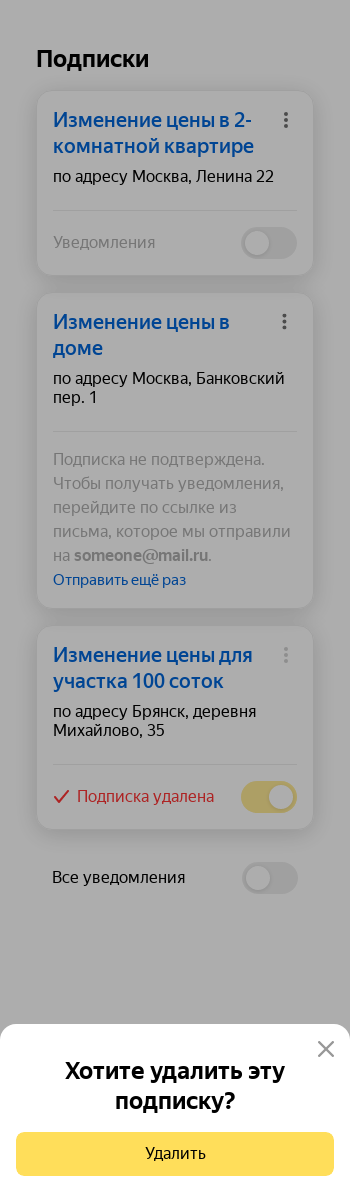 Подписки
Изменение цены в 2-
комнатной квартире
по адресу Москва, Ленина 22
Уведомления
Изменение цены в
доме
по адресу Москва, Банковский
пер. 1
Подписка не подтверждена.
Чтобы получать уведомления,
перейдите по ссылке из
письма, которое мы отправили
на someone@mail.ru.
Отправить ещё раз
Изменение цены для
участка 100 соток
по адресу Брянск, деревня
Михайлово, 35
Подписка удалена
Все уведомления
Хотите удалить эту
подписку?
Удалить